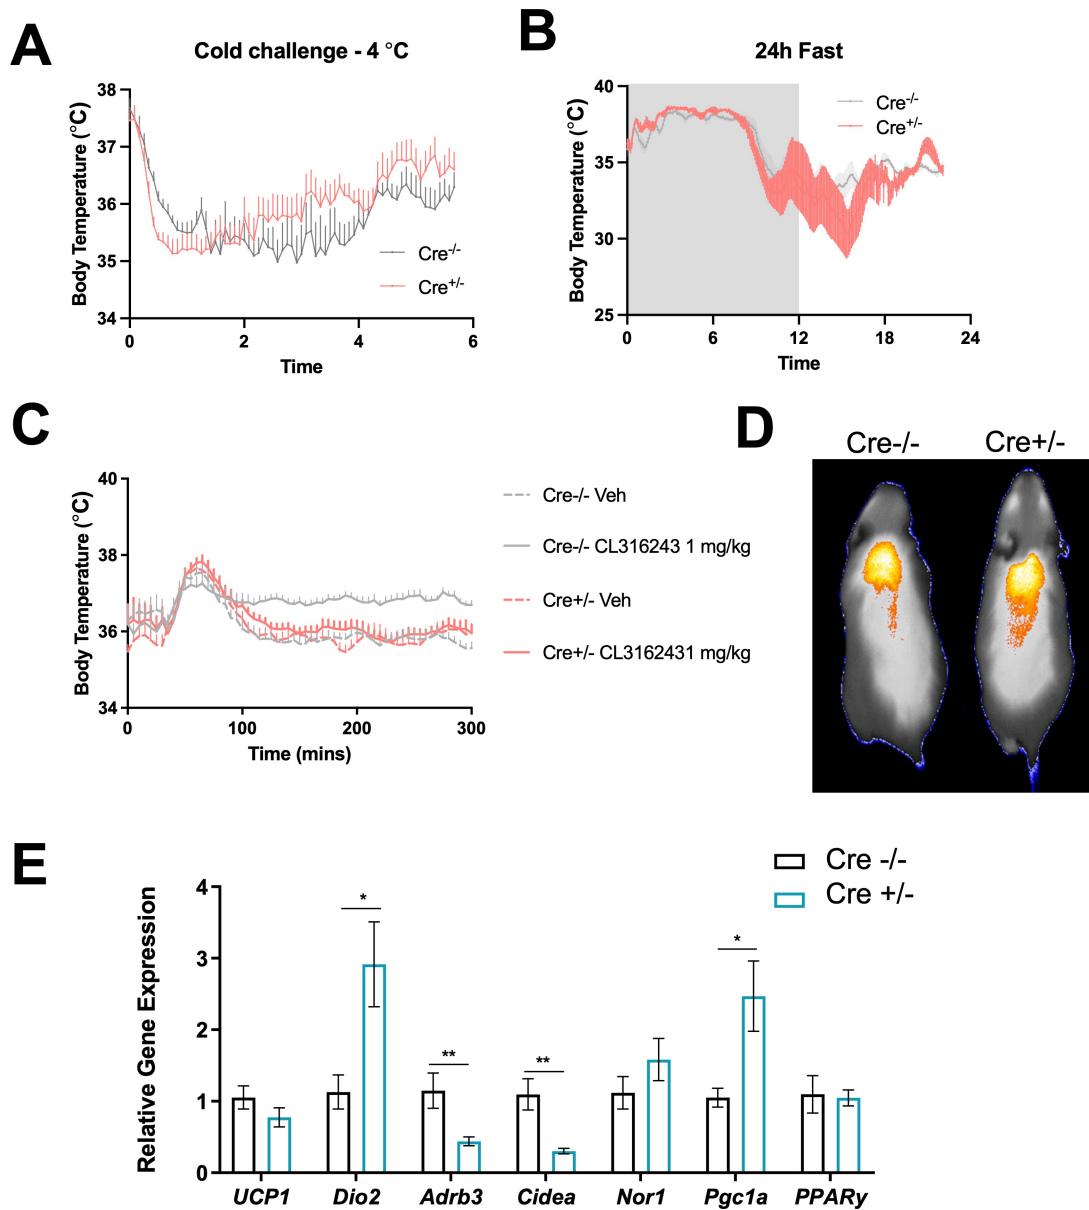 A
Cold challenge - 4 °C
Body Temperature (°C)
38
37
36
35
34
0
2
4
6
Time
Cre-/-
Cre+/-
B
24h Fast
Body Temperature (°C)
40
35
30
25
0
6
12
18
24
Time
Cre-/-
Cre+/-
C
Body Temperature (°C)
40
38
36
34
0
100
200
300
Time (mins)
Cre-/- Veh
Cre-/- CL316243 1 mg/kg
Cre+/- Veh
Cre+/- CL3162431 mg/kg
D
Cre-/-
Cre+/-
E
Cre -/-
Cre +/-
Relative Gene Expression
4
3
2
1
0
*
**
**
*
UCP1
Dio2
Adrb3
Cidea
Nor1
Pgc1a
PPARy